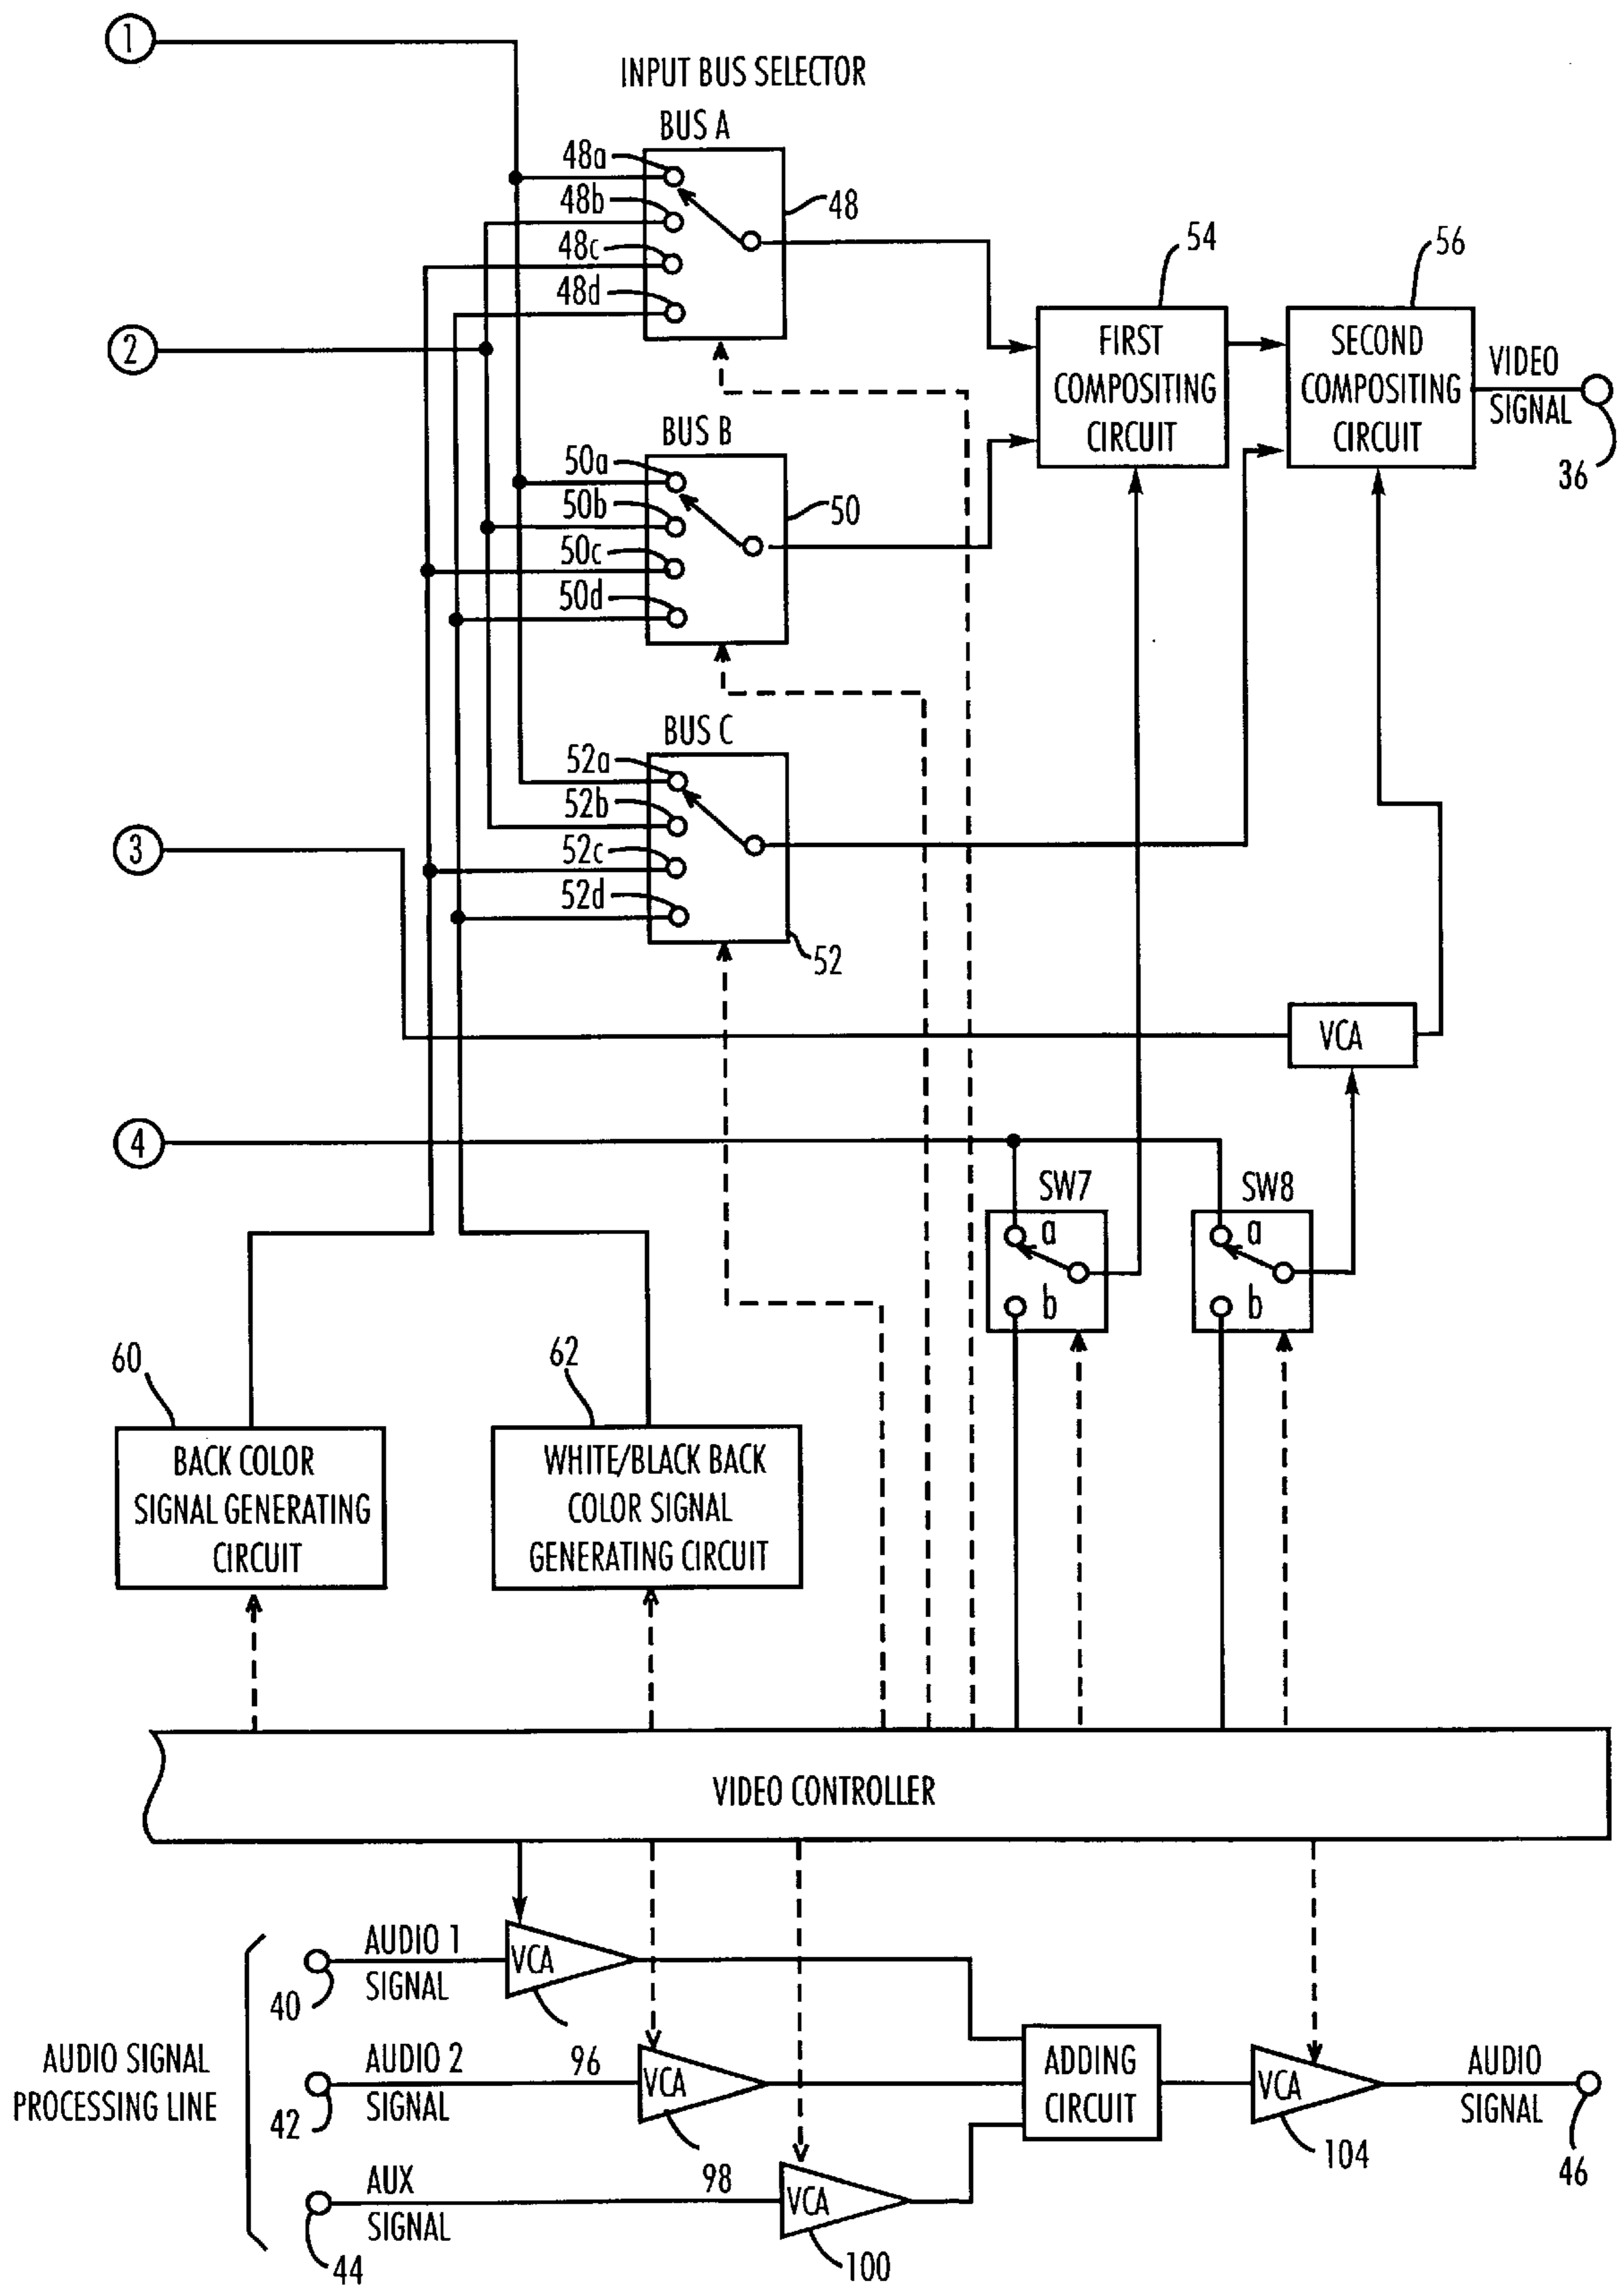 1
INPUT BUS SELECTOR
BUS A
48a
48b
48c
48d
48
2
54
56
FIRST
COMPOSITING
CIRCUIT
SECOND
COMPOSITING
CIRCUIT
VIDEO
SIGNAL
36
BUS B
50a
50b
50c
50d
50
BUS C
52a
52b
52c
52d
52
3
VCA
4
SW7
a
b
SW8
a
b
60
62
BACK COLOR
SIGNAL GENERATING
CIRCUIT
WHITE/BLACK BACK
COLOR SIGNAL
GENERATING CIRCUIT
VIDEO CONTROLLER
AUDIO SIGNAL
PROCESSING LINE
40
AUDIO 1
SIGNAL
VCA
96
42
AUDIO 2
SIGNAL
VCA
98
44
AUX
SIGNAL
VCA
100
ADDING
CIRCUIT
VCA
104
AUDIO
SIGNAL
46